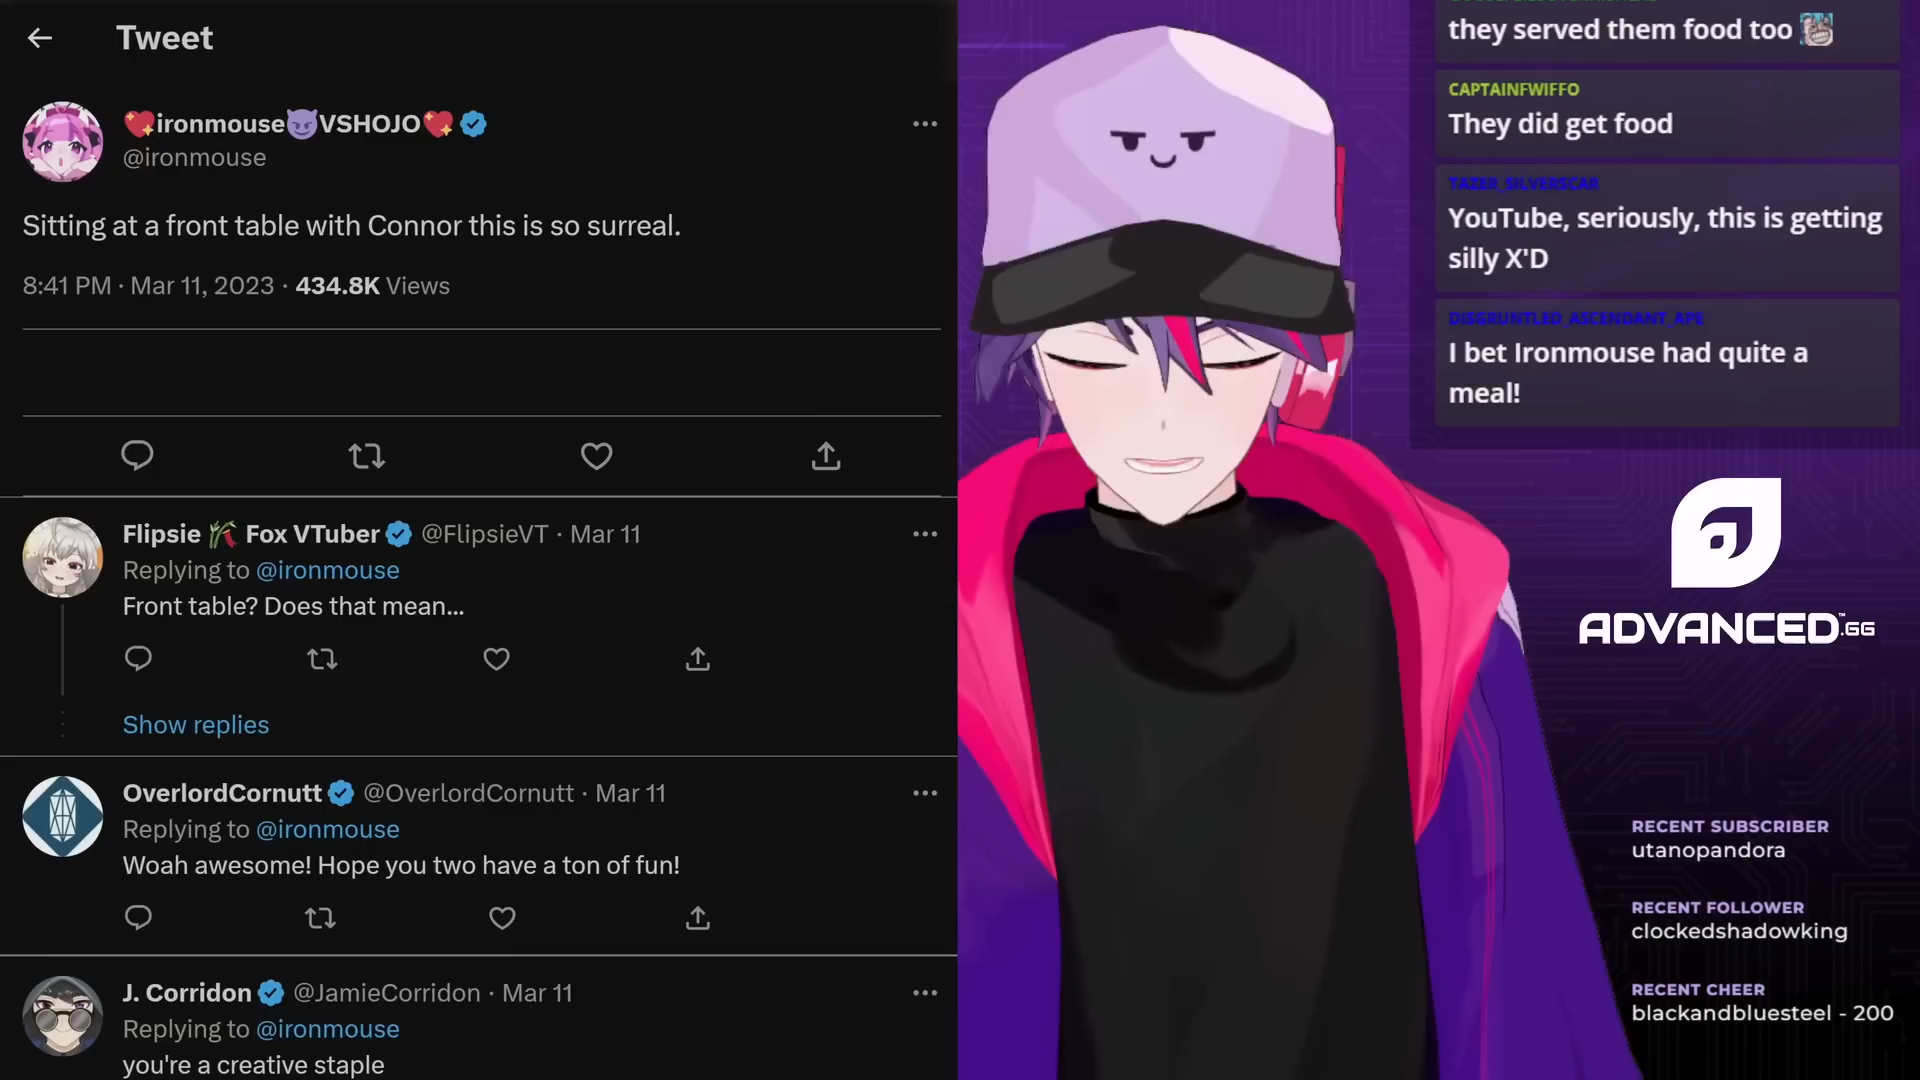 Tweet
💖ironmouse😈VSHOJO💖
@ironmouse
Sitting at a front table with Connor this is so surreal.
8:41 PM · Mar 11, 2023 · 434.8K Views
Flipsie 🎋 Fox VTuber @FlipsieVT · Mar 11
Replying to @ironmouse
Front table? Does that mean...
Show replies
OverlordCornutt @OverlordCornutt · Mar 11
Replying to @ironmouse
Woah awesome! Hope you two have a ton of fun!
J. Corridon @JamieCorridon · Mar 11
Replying to @ironmouse
you're a creative staple
they served them food too
CAPTAINFWIFFO
They did get food
YouTube, seriously, this is getting
silly X'D
DISGRUNTLED_ASCENDANT_APE
I bet Ironmouse had quite a
meal!
ADVANCED™.GG
RECENT SUBSCRIBER
utanopandora
RECENT FOLLOWER
clockedshadowking
RECENT CHEER
blackandbluesteel - 200